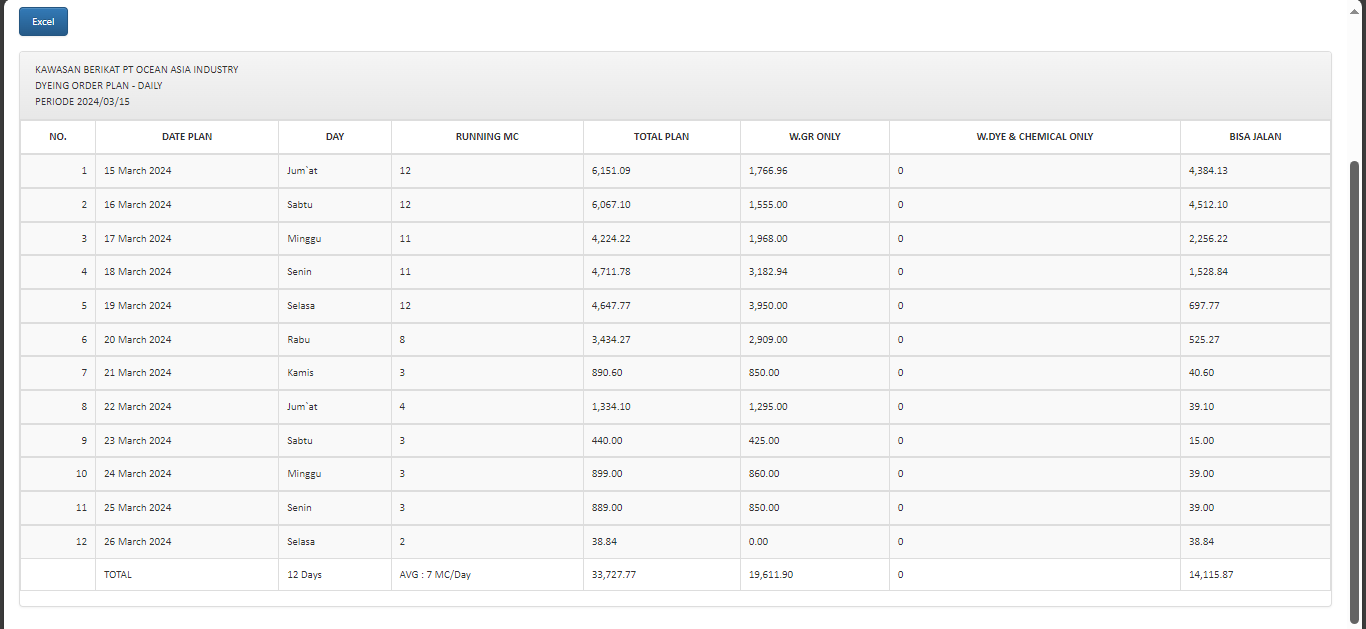 Excel
KAWASAN BERIKAT PT OCEAN ASIA INDUSTRY
DYEING ORDER PLAN - DAILY
PERIODE 2024/03/15
NO. DATE PLAN DAY RUNNING MC TOTAL PLAN W.GR ONLY W.DYE & CHEMICAL ONLY BISA JALAN
1 15 March 2024 Jum`at 12 6,151.09 1,766.96 0 4,384.13
2 16 March 2024 Sabtu 12 6,067.10 1,555.00 0 4,512.10
3 17 March 2024 Minggu 11 4,224.22 1,968.00 0 2,256.22
4 18 March 2024 Senin 11 4,711.78 3,182.94 0 1,528.84
5 19 March 2024 Selasa 12 4,647.77 3,950.00 0 697.77
6 20 March 2024 Rabu 8 3,434.27 2,909.00 0 525.27
7 21 March 2024 Kamis 3 890.60 850.00 0 40.60
8 22 March 2024 Jum`at 4 1,334.10 1,295.00 0 39.10
9 23 March 2024 Sabtu 3 440.00 425.00 0 15.00
10 24 March 2024 Minggu 3 899.00 860.00 0 39.00
11 25 March 2024 Senin 3 889.00 850.00 0 39.00
12 26 March 2024 Selasa 2 38.84 0.00 0 38.84
TOTAL 12 Days AVG : 7 MC/Day 33,727.77 19,611.90 0 14,115.87